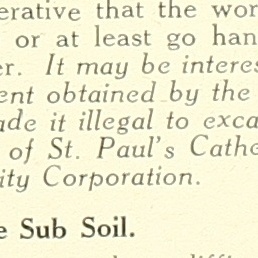 erative that the wor
or at least go han
er. It may be interes
ent obtained by the
ade it illegal to exca
of St. Paul's Cathe
ity Corporation.
e Sub Soil.